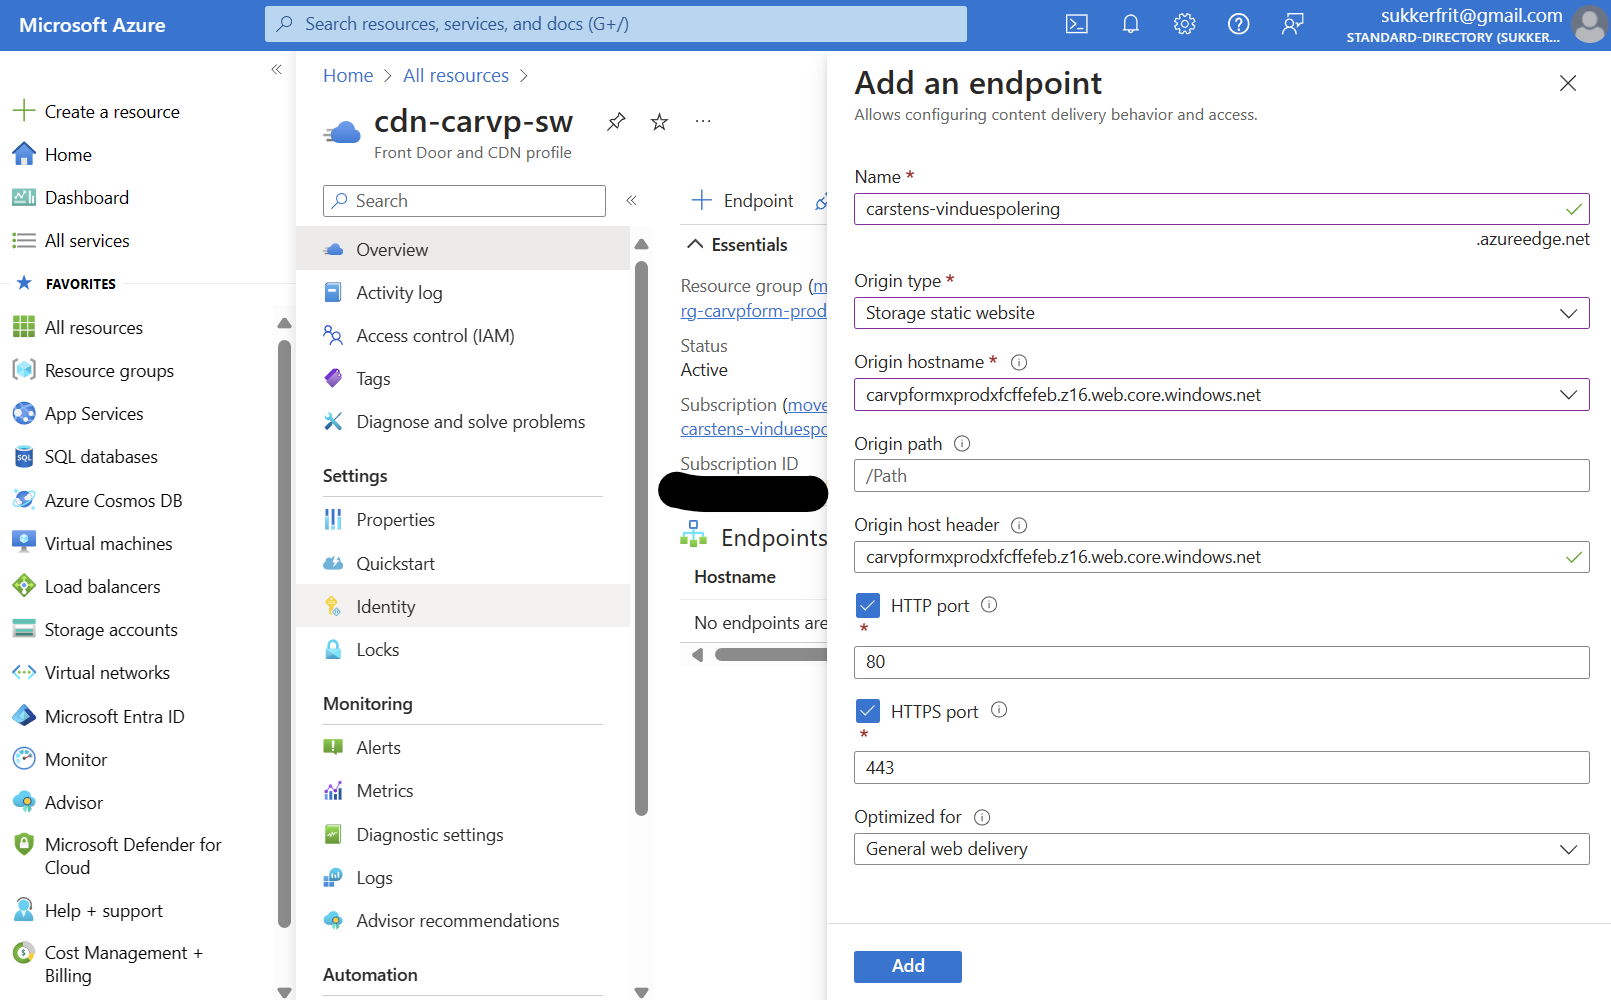 Microsoft Azure
Search resources, services, and docs (G+/)
sukkerfrit@gmail.com
STANDARD-DIRECTORY (SUKKER...
Create a resource
Home
Dashboard
All services
FAVORITES
All resources
Resource groups
App Services
SQL databases
Azure Cosmos DB
Virtual machines
Load balancers
Storage accounts
Virtual networks
Microsoft Entra ID
Monitor
Advisor
Microsoft Defender for
Cloud
Help + support
Cost Management +
Billing
Home > All resources >
cdn-carvp-sw
Front Door and CDN profile
Search
Overview
Activity log
Access control (IAM)
Tags
Diagnose and solve problems
Settings
Properties
Quickstart
Identity
Locks
Monitoring
Alerts
Metrics
Diagnostic settings
Logs
Advisor recommendations
Automation
Endpoint
Essentials
Resource group (m
rg-carvpform-prod
Status
Active
Subscription (move
carstens-vinduespo
Subscription ID
Endpoints
Hostname
No endpoints are
Add an endpoint
Allows configuring content delivery behavior and access.
Name *
carstens-vinduespolering
.azureedge.net
Origin type *
Storage static website
Origin hostname *
carvpformxprodxfcffefeb.z16.web.core.windows.net
Origin path
/Path
Origin host header
carvpformxprodxfcffefeb.z16.web.core.windows.net
HTTP port
*
80
HTTPS port
*
443
Optimized for
General web delivery
Add